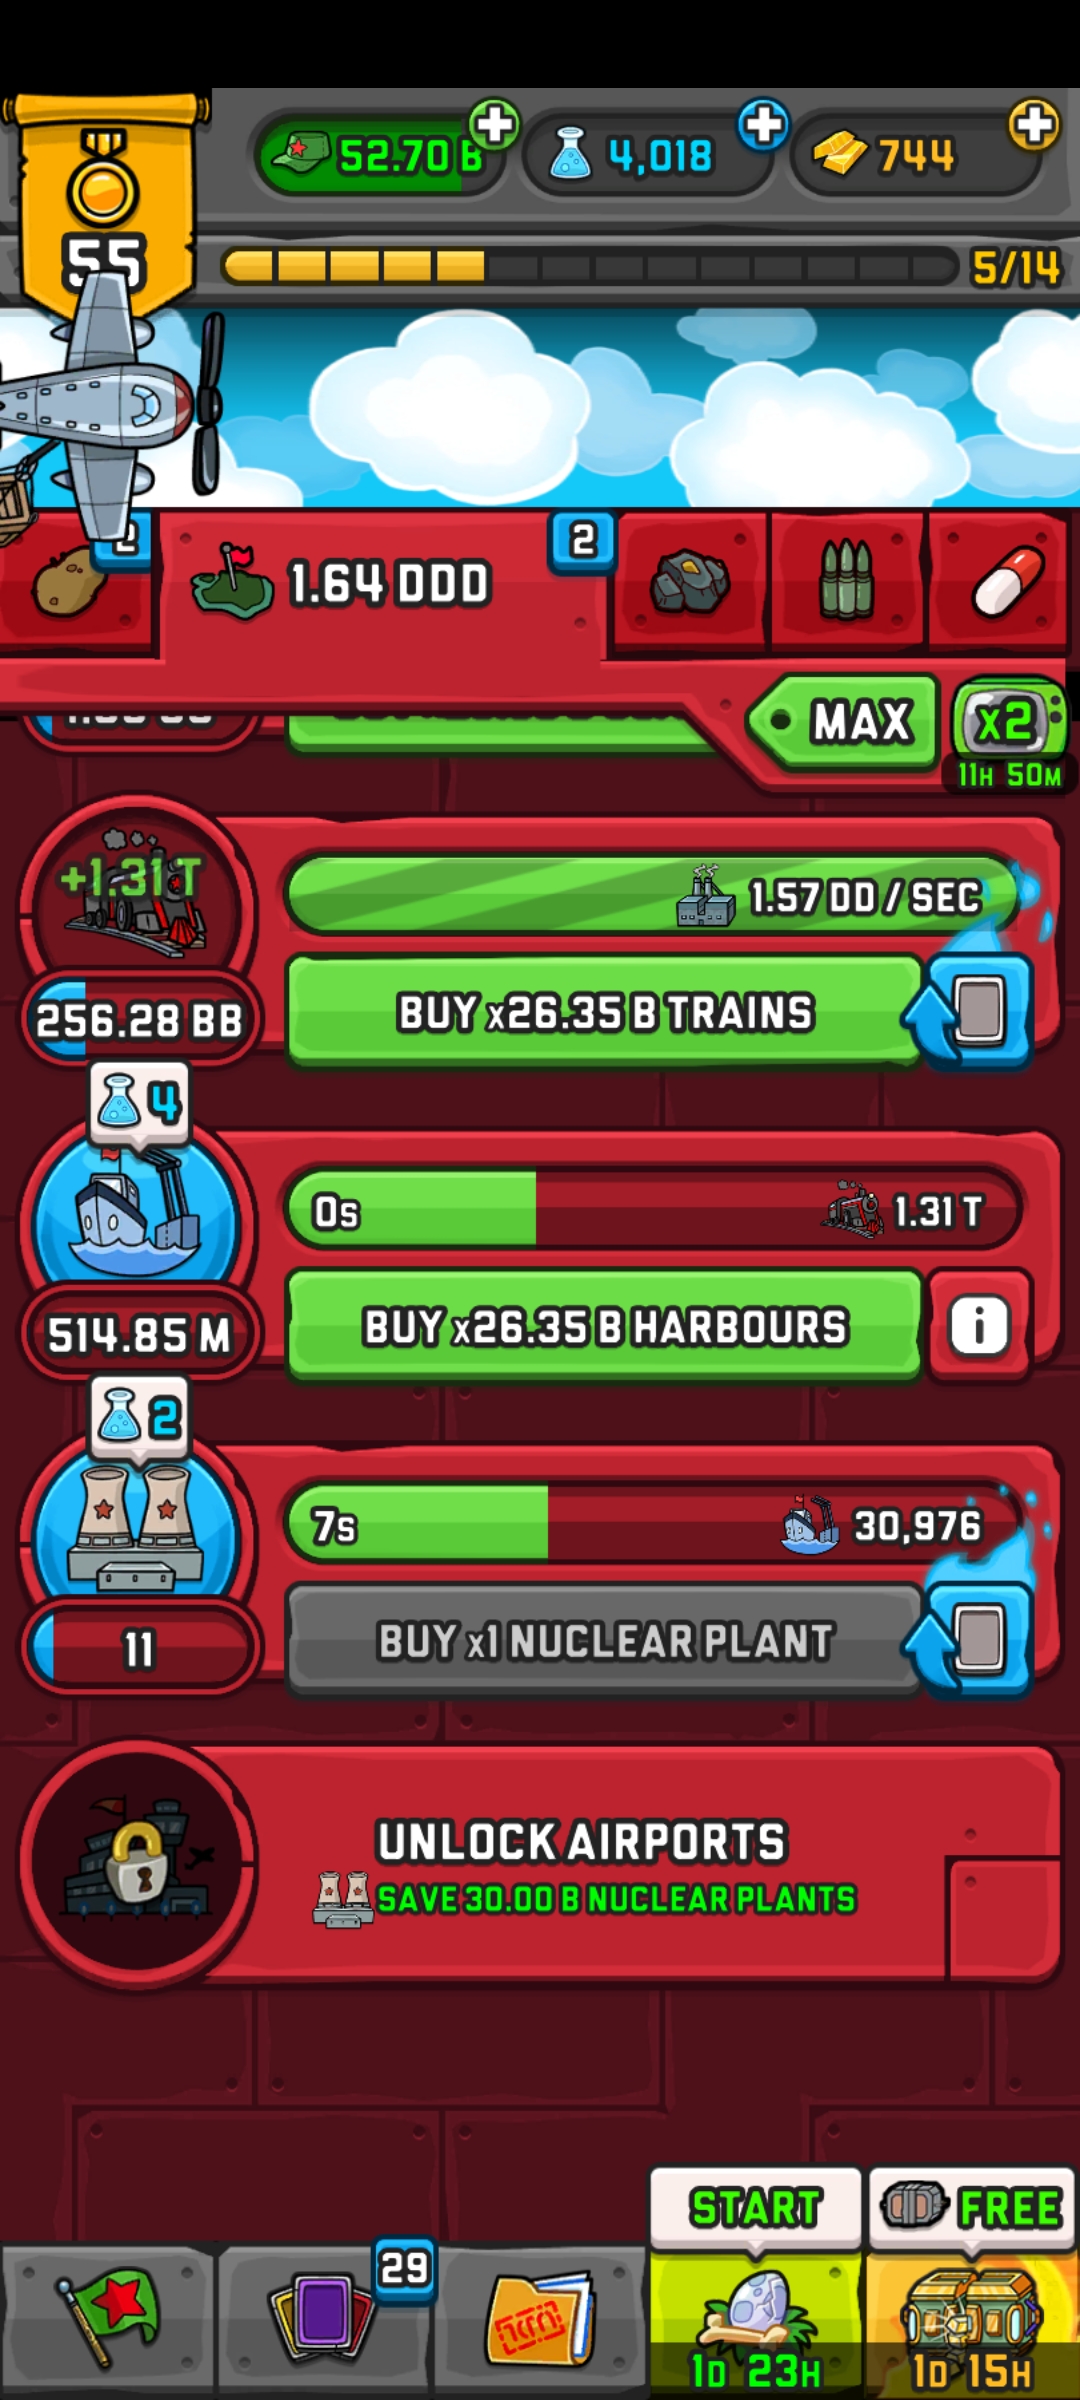 52.70 B
4,018
744
55
5/14
2
1.64 DDD
2
MAX
x2
11H 50M
+1.31 T
1.57 DD / SEC
BUY x26.35 B TRAINS
256.28 BB
4
0s
1.31 T
BUY x26.35 B HARBOURS
514.85 M
2
7s
30,976
BUY x1 NUCLEAR PLANT
11
UNLOCK AIRPORTS
SAVE 30.00 B NUCLEAR PLANTS
START
FREE
29
1D 23H
1D 15H